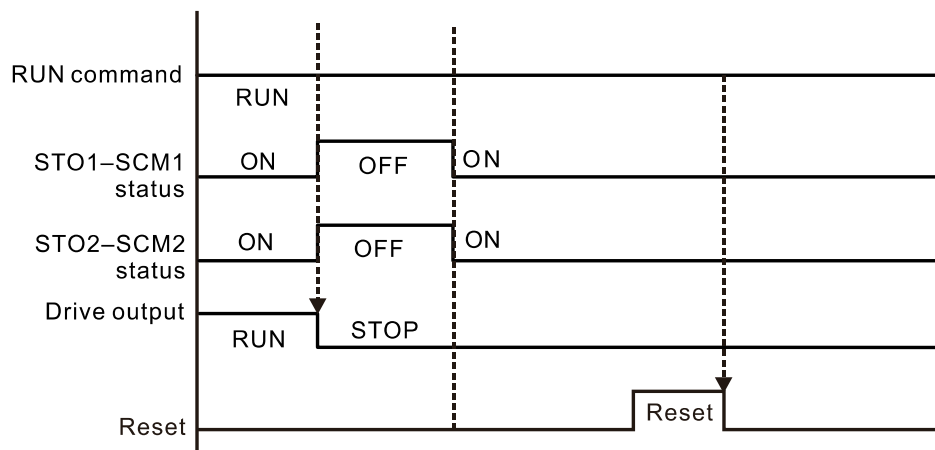 RUN command
RUN
STO1–SCM1
status
ON
OFF
ON
STO2–SCM2
status
ON
OFF
ON
Drive output
RUN
STOP
Reset
Reset